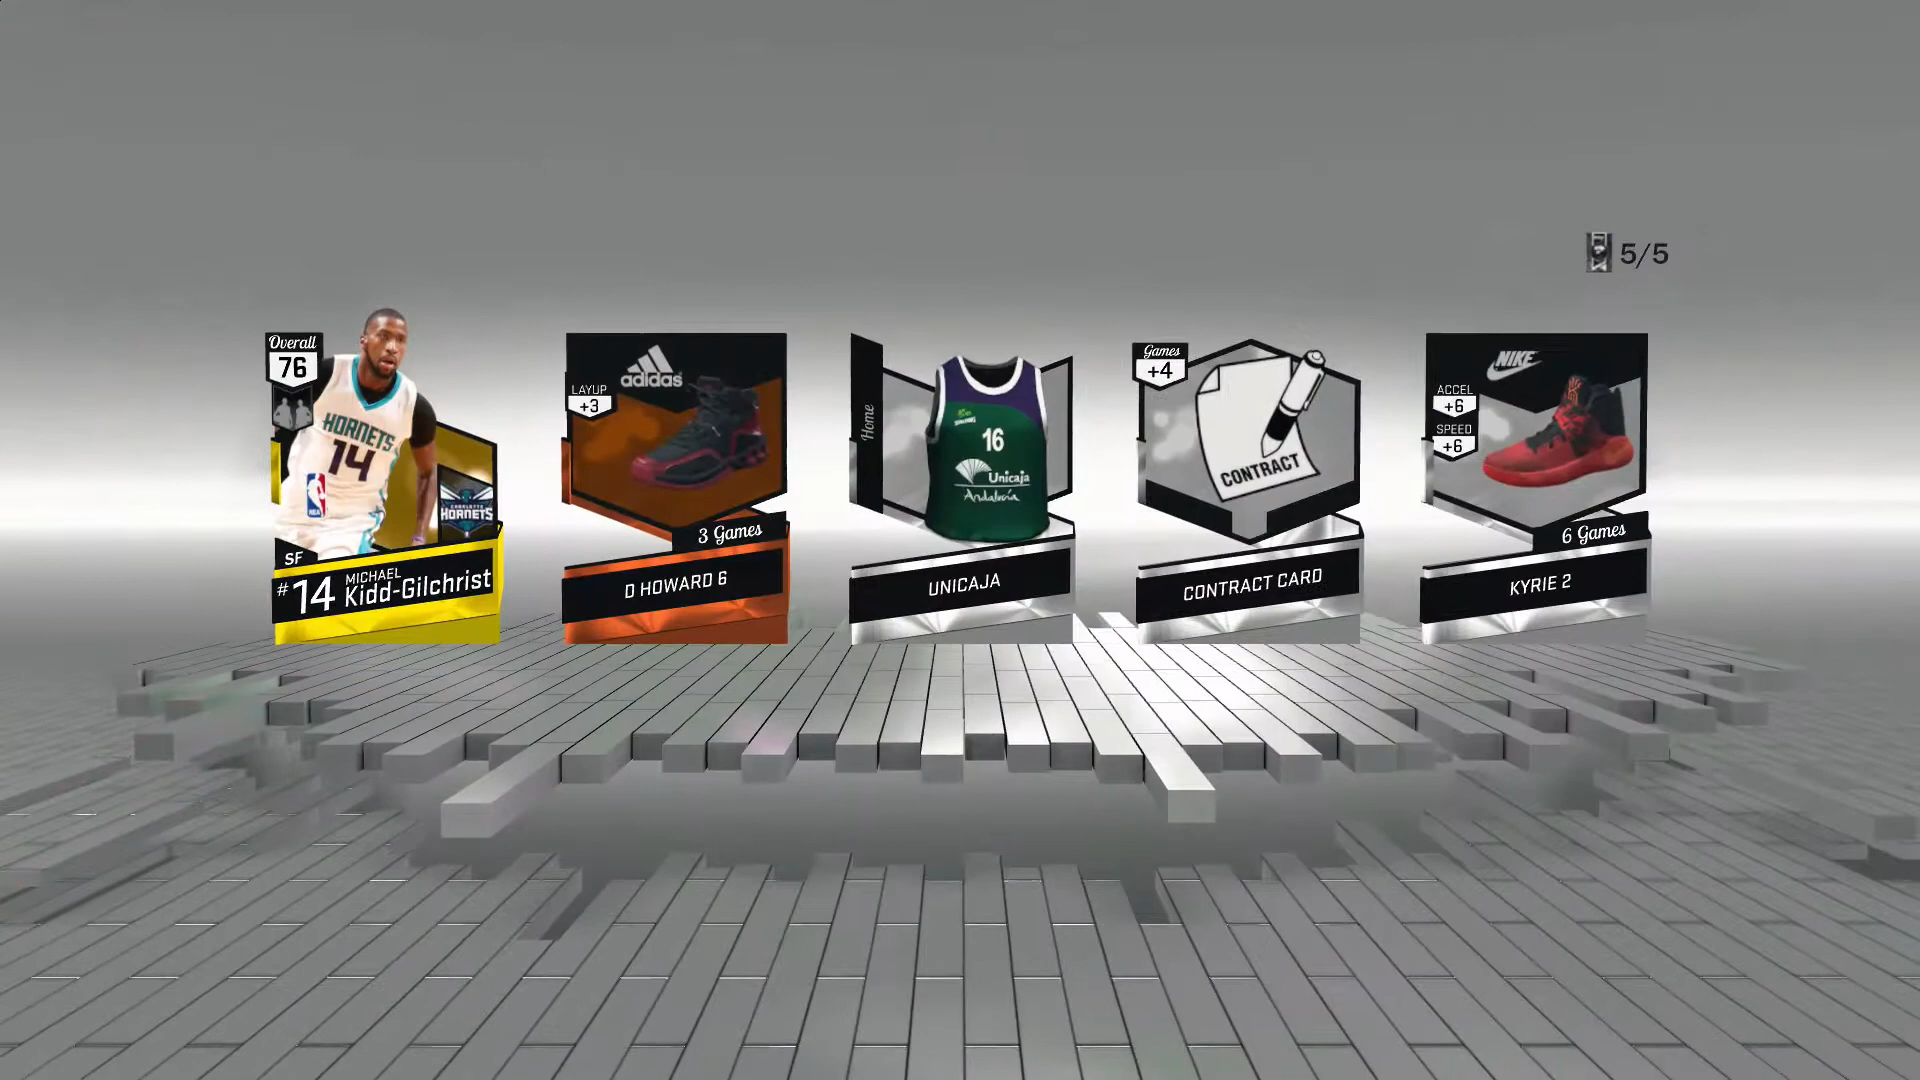 5/5
Overall
76
HORNETS
14
NBA
CHARLOTTE
HORNETS
SF
#14 MICHAEL
Kidd-Gilchrist
adidas
LAYUP
+3
3 Games
D HOWARD 6
Home
16
Unicaja
Andalucía
UNICAJA
Games
+4
CONTRACT
CONTRACT CARD
NIKE
ACCEL
+6
SPEED
+6
6 Games
KYRIE 2